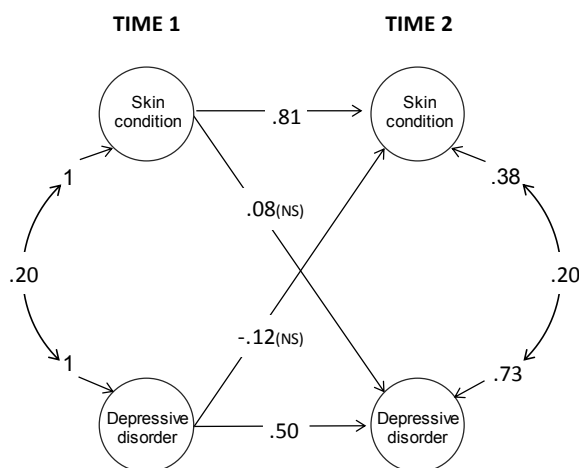 TIME 1
TIME 2
Skin
condition
.81
Skin
condition
1
.38
.08(NS)
.20
.20
-.12(NS)
1
.73
Depressive
disorder
.50
Depressive
disorder